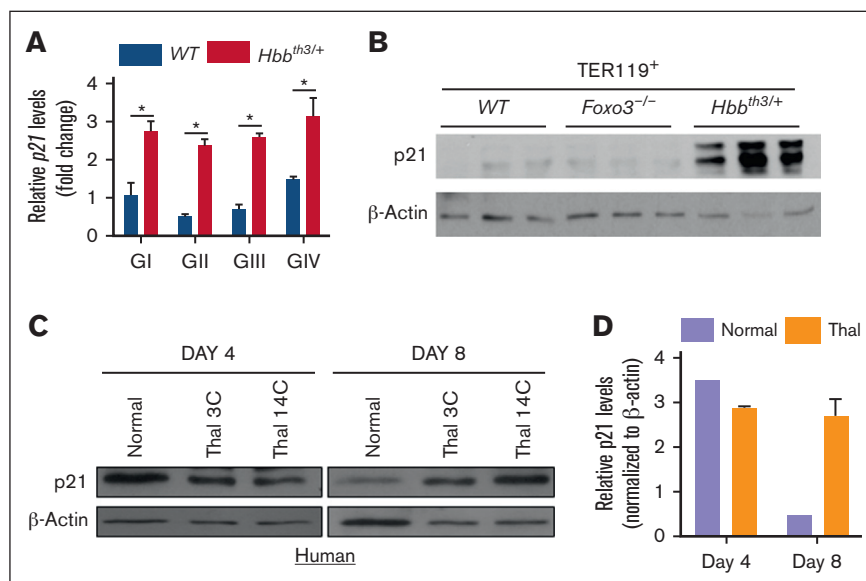 A
WT Hbb^th3/+
Relative p21 levels
(fold change)
4
3
2
1
0
* * * *
GI GII GIII GIV
B
TER119+
WT Foxo3−/− Hbb^th3/+
p21
β-Actin
C
DAY 4 DAY 8
Normal Thal 3C Thal 14C Normal Thal 3C Thal 14C
p21
β-Actin
Human
D
Normal Thal
Relative p21 levels
(normalized to β-actin)
4
3
2
1
0
Day 4 Day 8